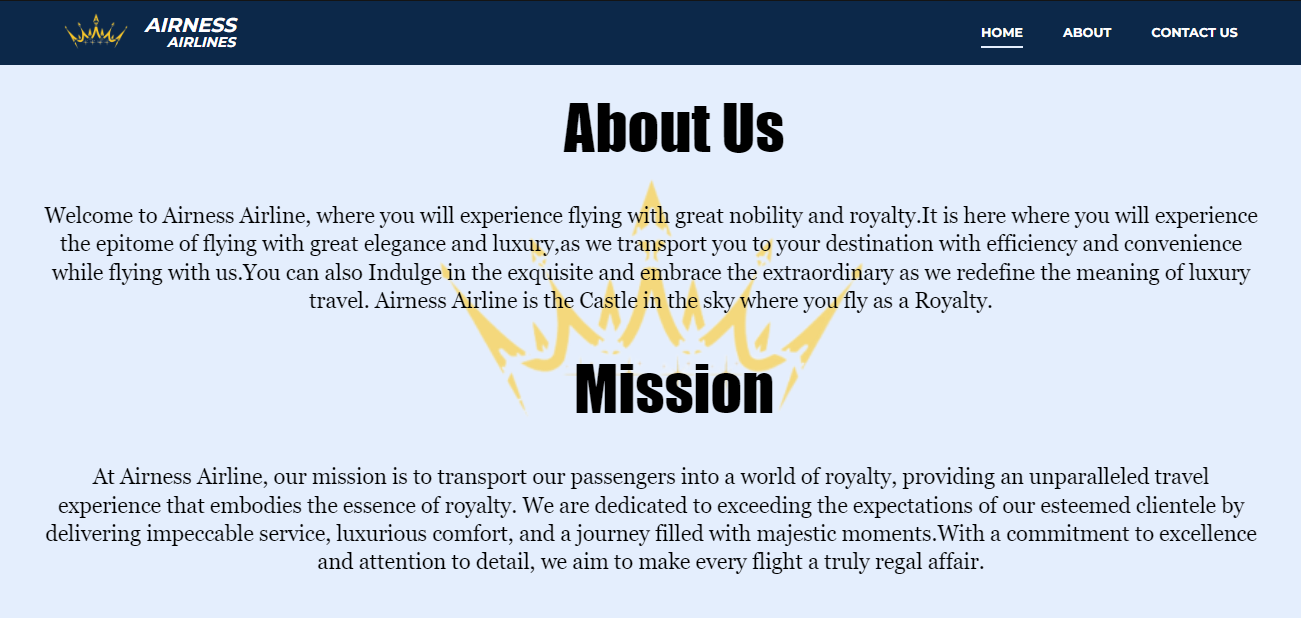 AIRNESS
AIRLINES
HOME ABOUT CONTACT US
About Us
Welcome to Airness Airline, where you will experience flying with great nobility and royalty.It is here where you will experience
the epitome of flying with great elegance and luxury,as we transport you to your destination with efficiency and convenience
while flying with us.You can also Indulge in the exquisite and embrace the extraordinary as we redefine the meaning of luxury
travel. Airness Airline is the Castle in the sky where you fly as a Royalty.
Mission
At Airness Airline, our mission is to transport our passengers into a world of royalty, providing an unparalleled travel
experience that embodies the essence of royalty. We are dedicated to exceeding the expectations of our esteemed clientele by
delivering impeccable service, luxurious comfort, and a journey filled with majestic moments.With a commitment to excellence
and attention to detail, we aim to make every flight a truly regal affair.